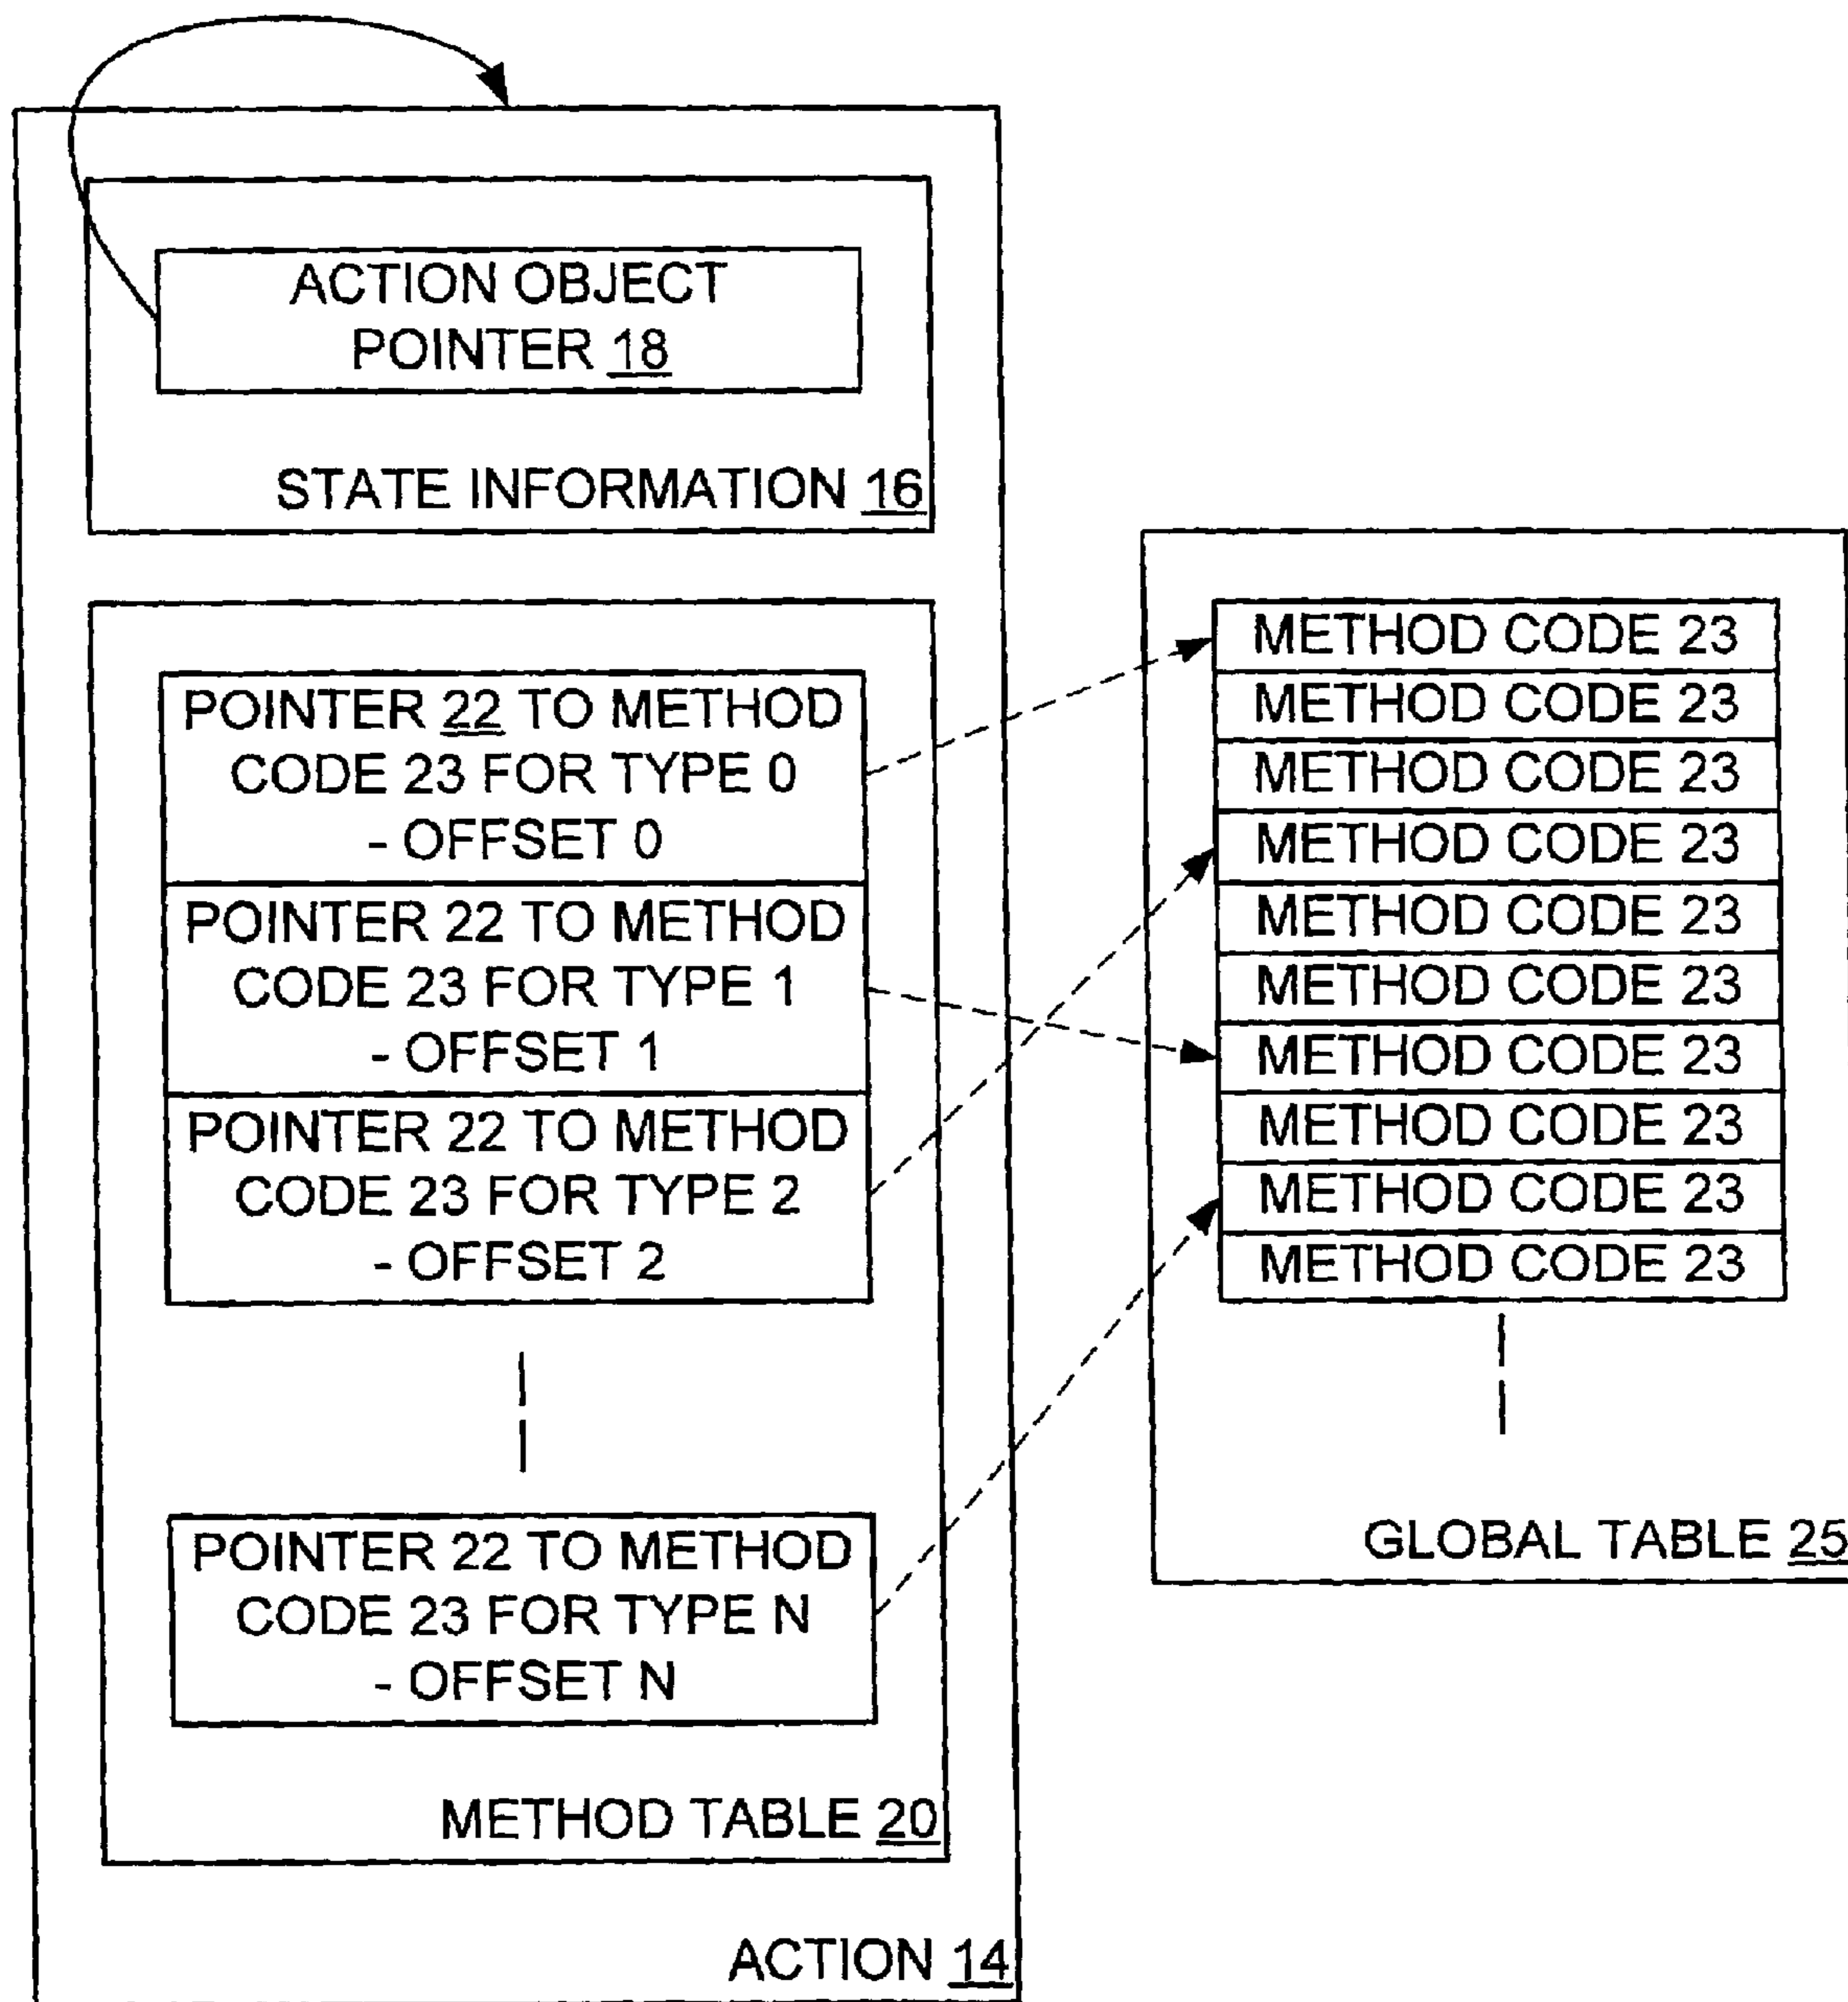 ACTION OBJECT
POINTER 18
STATE INFORMATION 16
POINTER 22 TO METHOD
CODE 23 FOR TYPE 0
- OFFSET 0
POINTER 22 TO METHOD
CODE 23 FOR TYPE 1
- OFFSET 1
POINTER 22 TO METHOD
CODE 23 FOR TYPE 2
- OFFSET 2
POINTER 22 TO METHOD
CODE 23 FOR TYPE N
- OFFSET N
METHOD TABLE 20
ACTION 14
METHOD CODE 23
METHOD CODE 23
METHOD CODE 23
METHOD CODE 23
METHOD CODE 23
METHOD CODE 23
METHOD CODE 23
METHOD CODE 23
METHOD CODE 23
METHOD CODE 23
GLOBAL TABLE 25